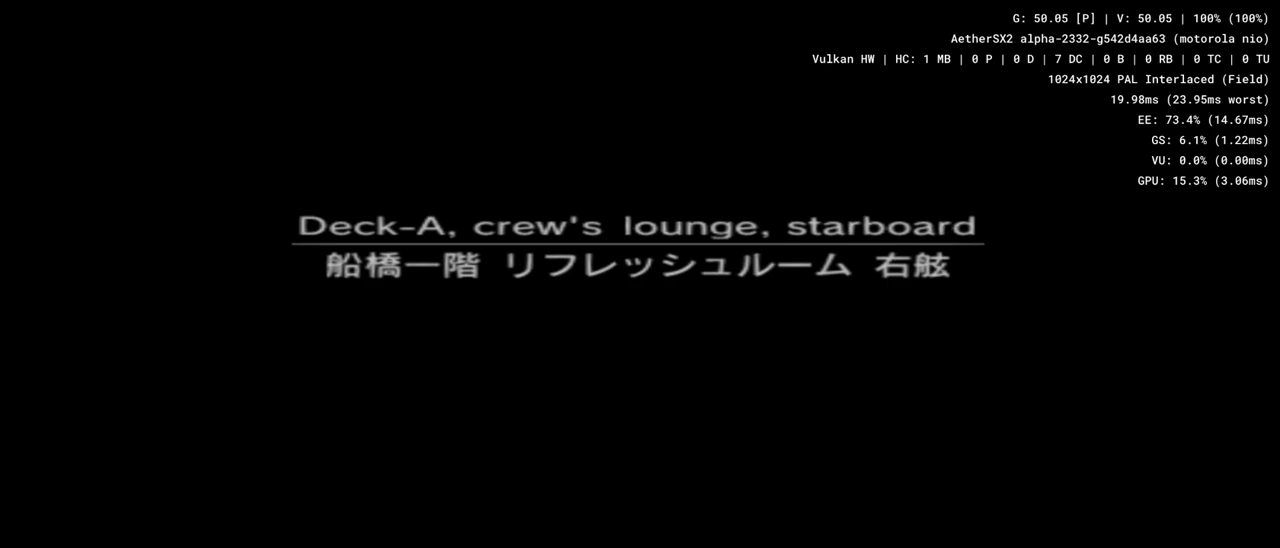 G: 50.05 [P] | V: 50.05 | 100% (100%)
AetherSX2 alpha-2332-g542d4aa63 (motorola nio)
Vulkan HW | HC: 1 MB | 0 P | 0 D | 7 DC | 0 B | 0 RB | 0 TC | 0 TU
1024x1024 PAL Interlaced (Field)
19.98ms (23.95ms worst)
EE: 73.4% (14.67ms)
GS: 6.1% (1.22ms)
VU: 0.0% (0.00ms)
GPU: 15.3% (3.06ms)
Deck-A, crew's lounge, starboard
船橋一階 リフレッシュルーム 右舷